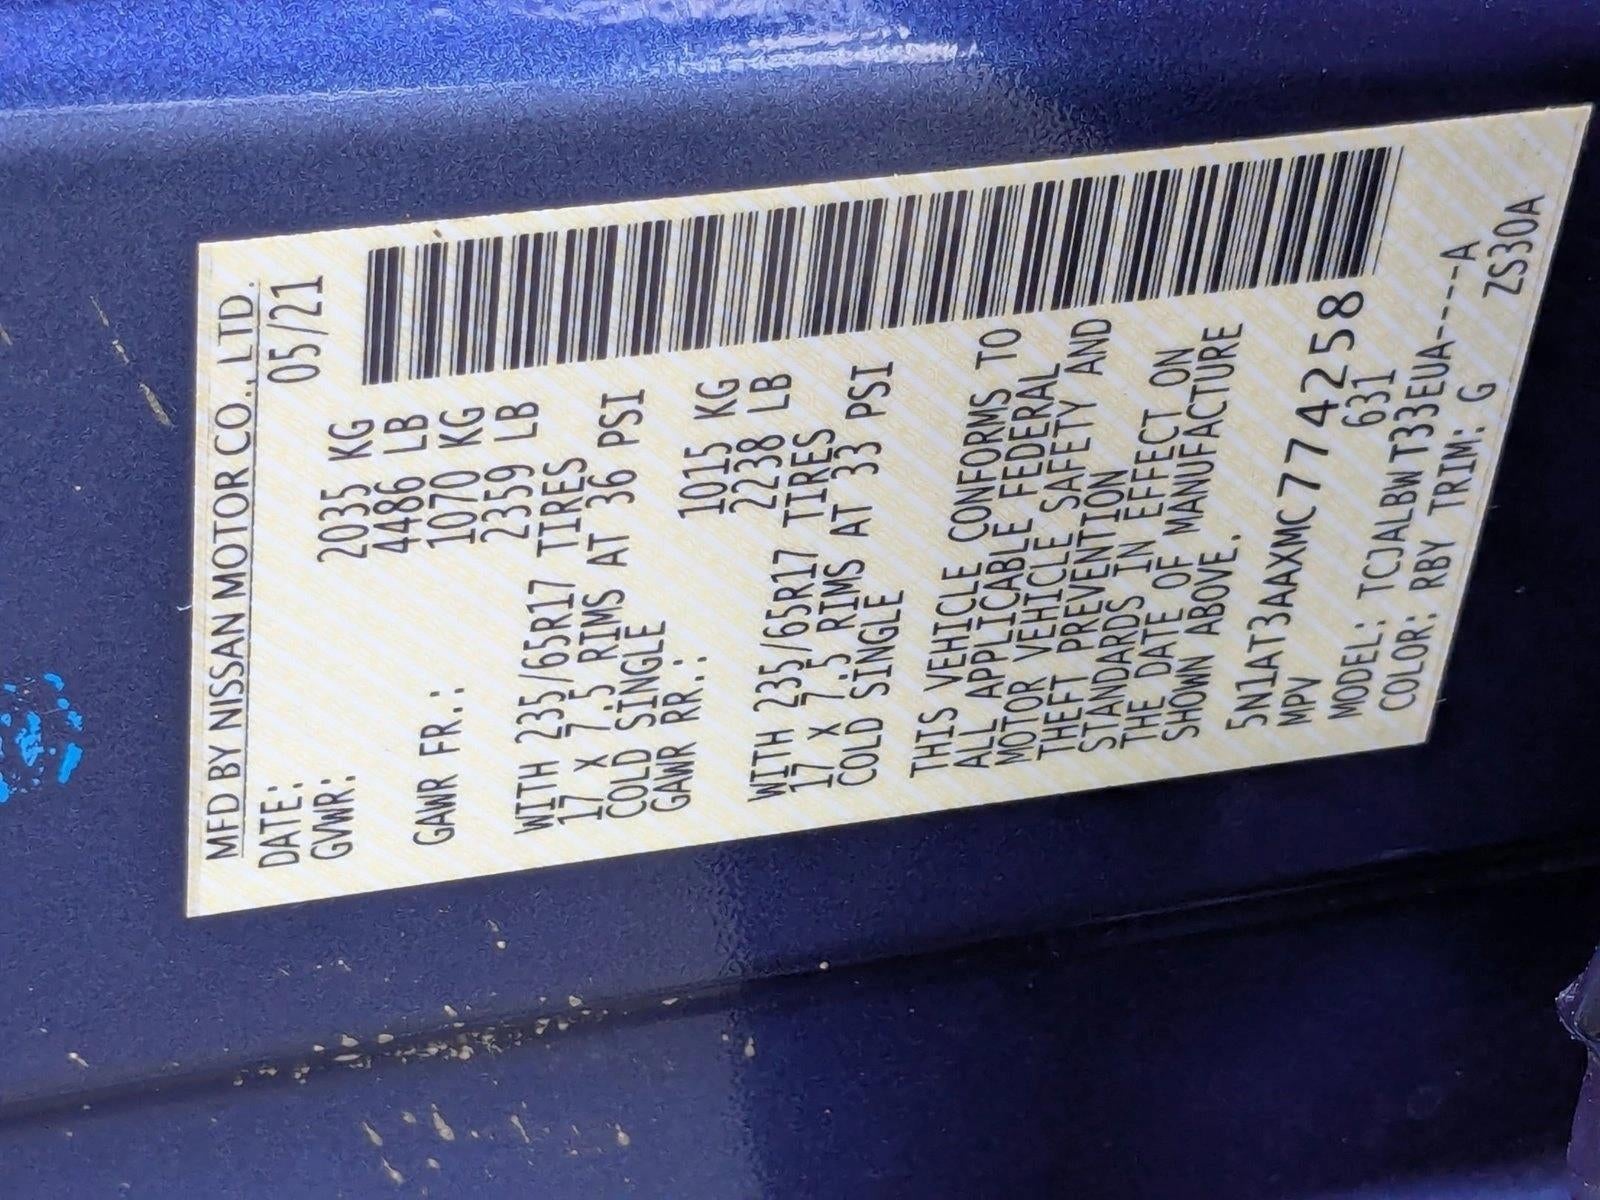 MFD BY NISSAN MOTOR CO., LTD.
DATE: 05/21
GVWR: 2035 KG
4486 LB
GAWR FR.: 1070 KG
2359 LB
WITH 235/65R17 TIRES
17 X 7.5 RIMS AT 36 PSI
COLD SINGLE
GAWR RR.: 1015 KG
2238 LB
WITH 235/65R17 TIRES
17 X 7.5 RIMS AT 33 PSI
COLD SINGLE
THIS VEHICLE CONFORMS TO
ALL APPLICABLE FEDERAL
MOTOR VEHICLE SAFETY AND
THEFT PREVENTION
STANDARDS IN EFFECT ON
THE DATE OF MANUFACTURE
SHOWN ABOVE.
5N1AT3AAXMC774258
MPV 631
MODEL: TCJALBWT33EUA----A
COLOR: RBY TRIM: G
ZS30A